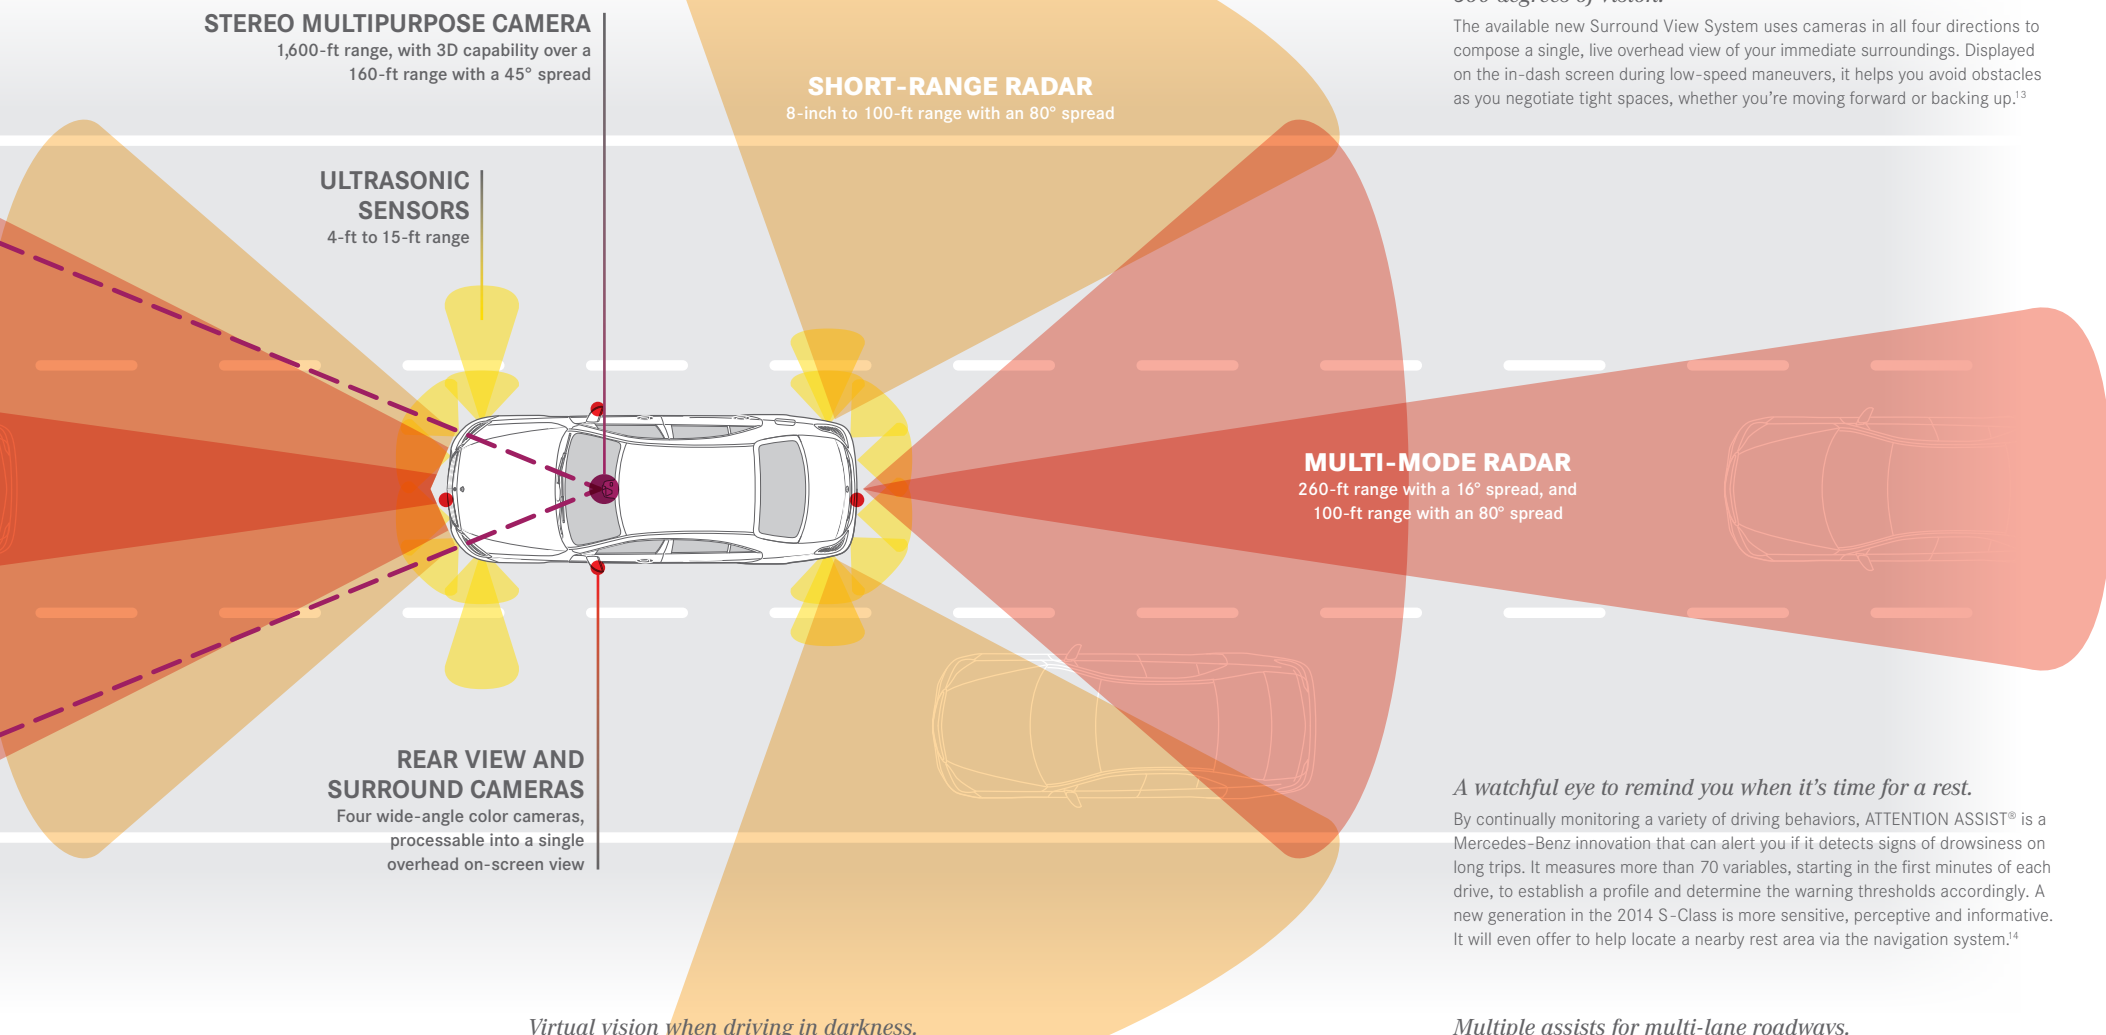 STEREO MULTIPURPOSE CAMERA
1,600-ft range, with 3D capability over a
160-ft range with a 45° spread
SHORT-RANGE RADAR
8-inch to 100-ft range with an 80° spread
degrees of vision.
The available new Surround View System uses cameras in all four directions to
compose a single, live overhead view of your immediate surroundings. Displayed
on the in-dash screen during low-speed maneuvers, it helps you avoid obstacles
as you negotiate tight spaces, whether you’re moving forward or backing up.13
ULTRASONIC
SENSORS
4-ft to 15-ft range
MULTI-MODE RADAR
260-ft range with a 16° spread, and
100-ft range with an 80° spread
REAR VIEW AND
SURROUND CAMERAS
Four wide-angle color cameras,
processable into a single
overhead on-screen view
A watchful eye to remind you when it’s time for a rest.
By continually monitoring a variety of driving behaviors, ATTENTION ASSIST® is a
Mercedes-Benz innovation that can alert you if it detects signs of drowsiness on
long trips. It measures more than 70 variables, starting in the first minutes of each
drive, to establish a profile and determine the warning thresholds accordingly. A
new generation in the 2014 S-Class is more sensitive, perceptive and informative.
It will even offer to help locate a nearby rest area via the navigation system.14
Virtual vision when driving in darkness.
Multiple assists for multi-lane roadways.